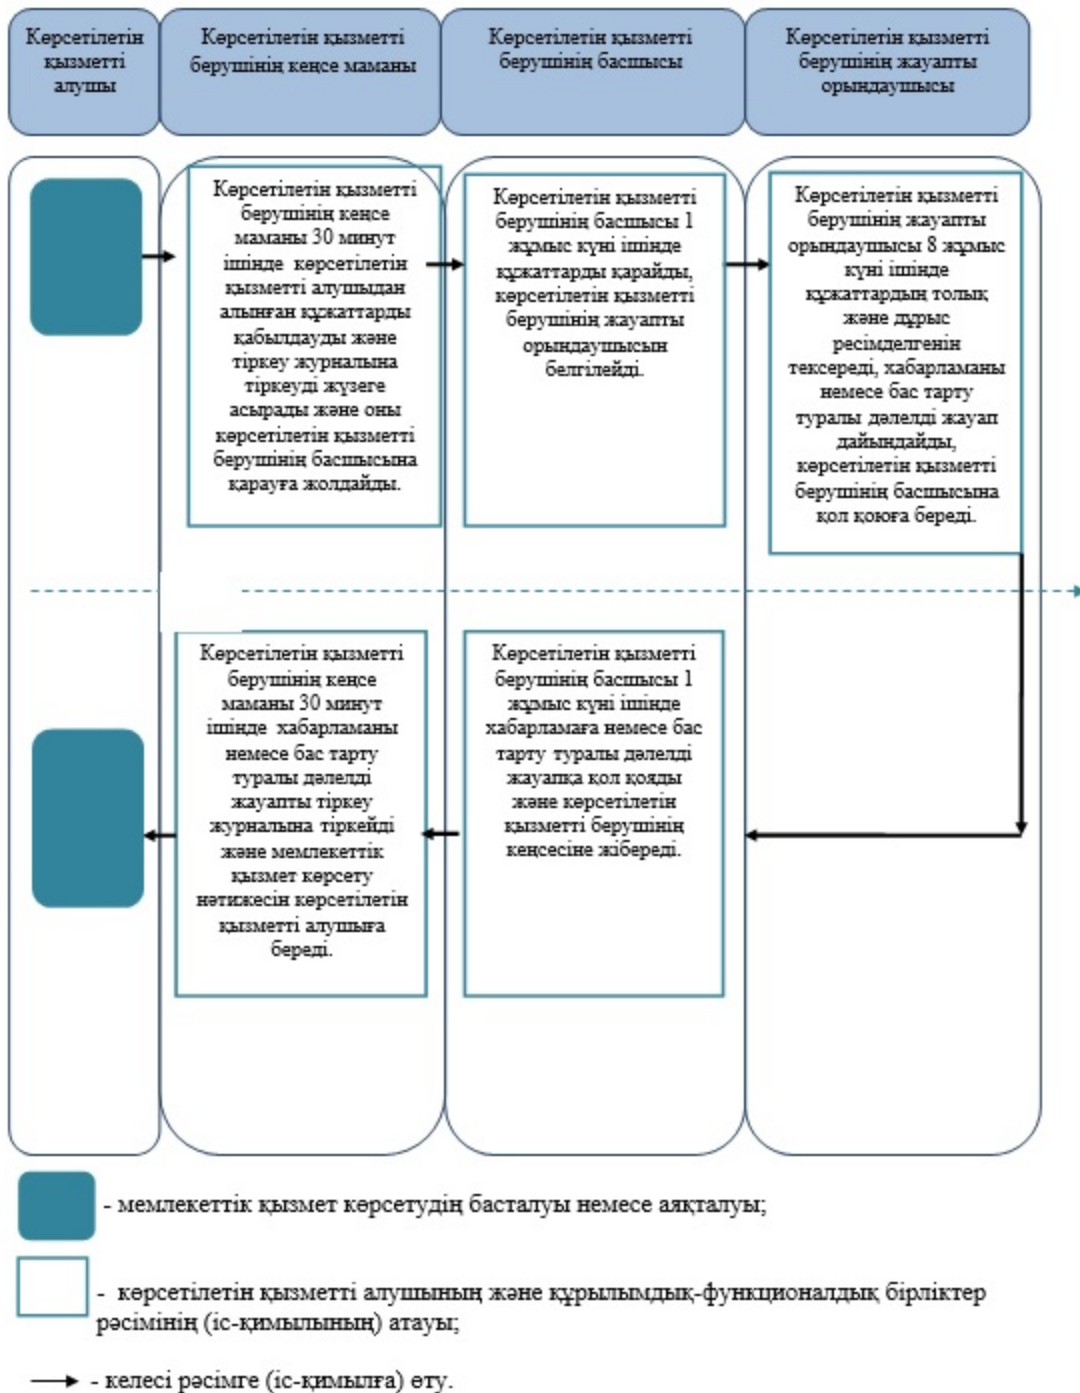 Көрсетілетін
қызметті
алушы
Көрсетілетін қызметті
берушінің кеңсе маманы
Көрсетілетін қызметті
берушінің басшысы
Көрсетілетін қызметті
берушінің жауапты
орындаушысы
Көрсетілетін қызметті
берушінің кеңсе
маманы 30 минут
ішінде көрсетілетін
қызметті алушыдан
алынған құжаттарды
қабылдауды және
тіркеу журналына
тіркеуді жүзеге
асырады және оны
көрсетілетін қызметті
берушінің басшысына
қарауға жолдайды.
Көрсетілетін қызметті
берушінің басшысы 1
жұмыс күні ішінде
құжаттарды қарайды,
көрсетілетін қызметті
берушінің жауапты
орындаушысын
белгілейді.
Көрсетілетін қызметті
берушінің жауапты
орындаушысы 8 жұмыс
күні ішінде
құжаттардың толық
және дұрыс
ресімделгенін
тексереді, хабарламаны
немесе бас тарту
туралы дәлелді жауап
дайындайды,
көрсетілетін қызметті
берушінің басшысына
қол қоюға береді.
Көрсетілетін қызметті
берушінің кеңсе
маманы 30 минут
ішінде хабарламаны
немесе бас тарту
туралы дәлелді
жауапты тіркеу
журналына тіркейді
және мемлекеттік
қызмет көрсету
нәтижесін көрсетілетін
қызметті алушыға
береді.
Көрсетілетін қызметті
берушінің басшысы 1
жұмыс күні ішінде
хабарламаға немесе бас
тарту туралы дәлелді
жауапқа қол қояды
және көрсетілетін
қызметті берушінің
кеңсесіне жібереді.
- мемлекеттік қызмет көрсетудің басталуы немесе аяқталуы;
- көрсетілетін қызметті алушының және құрылымдық-функционалдық бірліктер
рәсімінің (іс-қимылының) атауы;
- келесі рәсімге (іс-қимылға) өту.